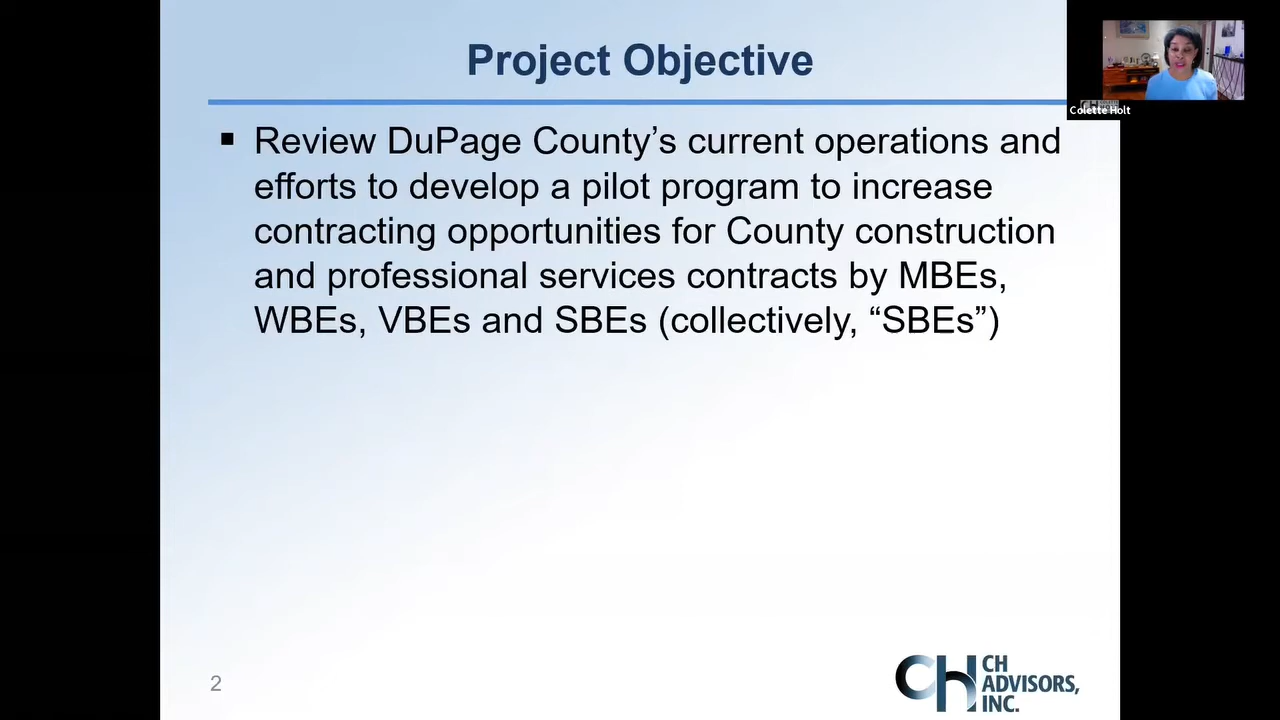 Project Objective
Colette Holt
▪ Review DuPage County’s current operations and
efforts to develop a pilot program to increase
contracting opportunities for County construction
and professional services contracts by MBEs,
WBEs, VBEs and SBEs (collectively, “SBEs”)
2
CH
CH
ADVISORS,
INC.